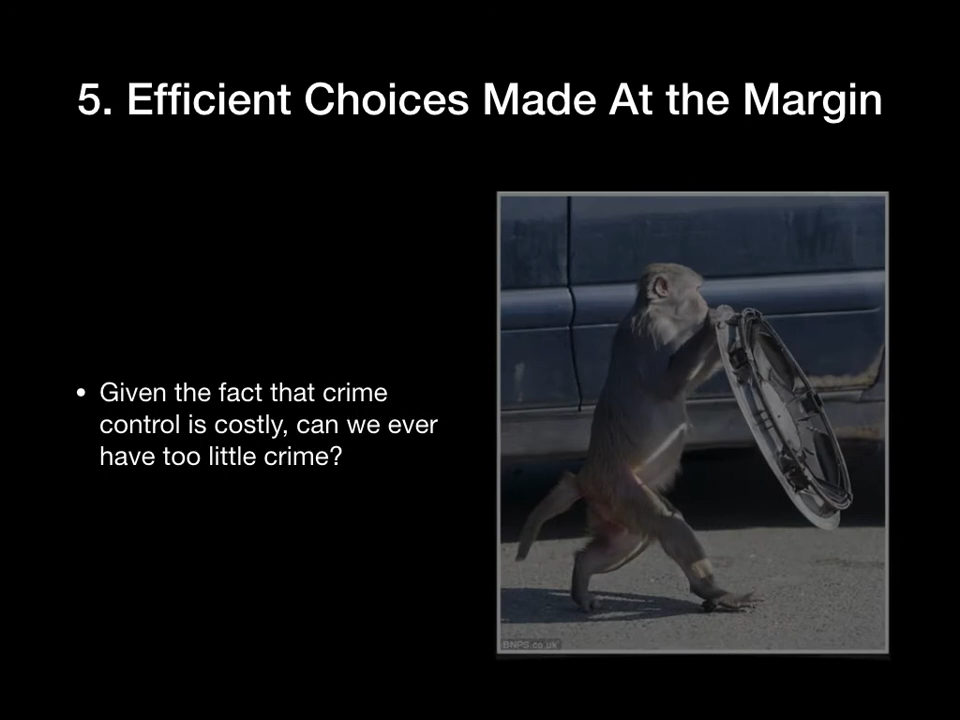 5. Efficient Choices Made At the Margin
• Given the fact that crime
control is costly, can we ever
have too little crime?
BNPS.co.uk